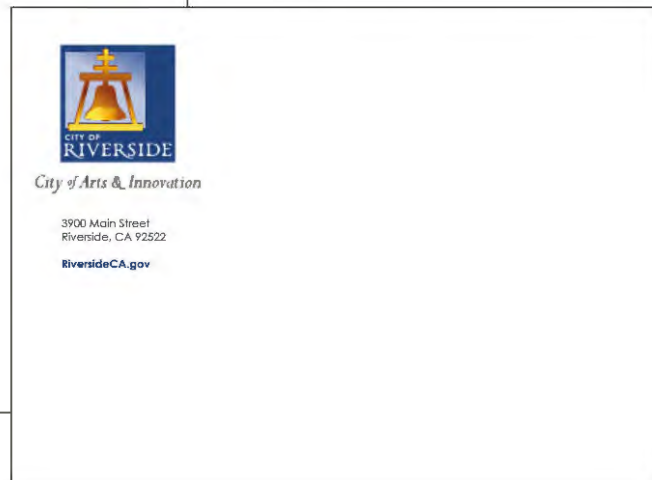 CITY OF
RIVERSIDE
City of Arts & Innovation
3900 Main Street
Riverside, CA 92522
RiversideCA.gov